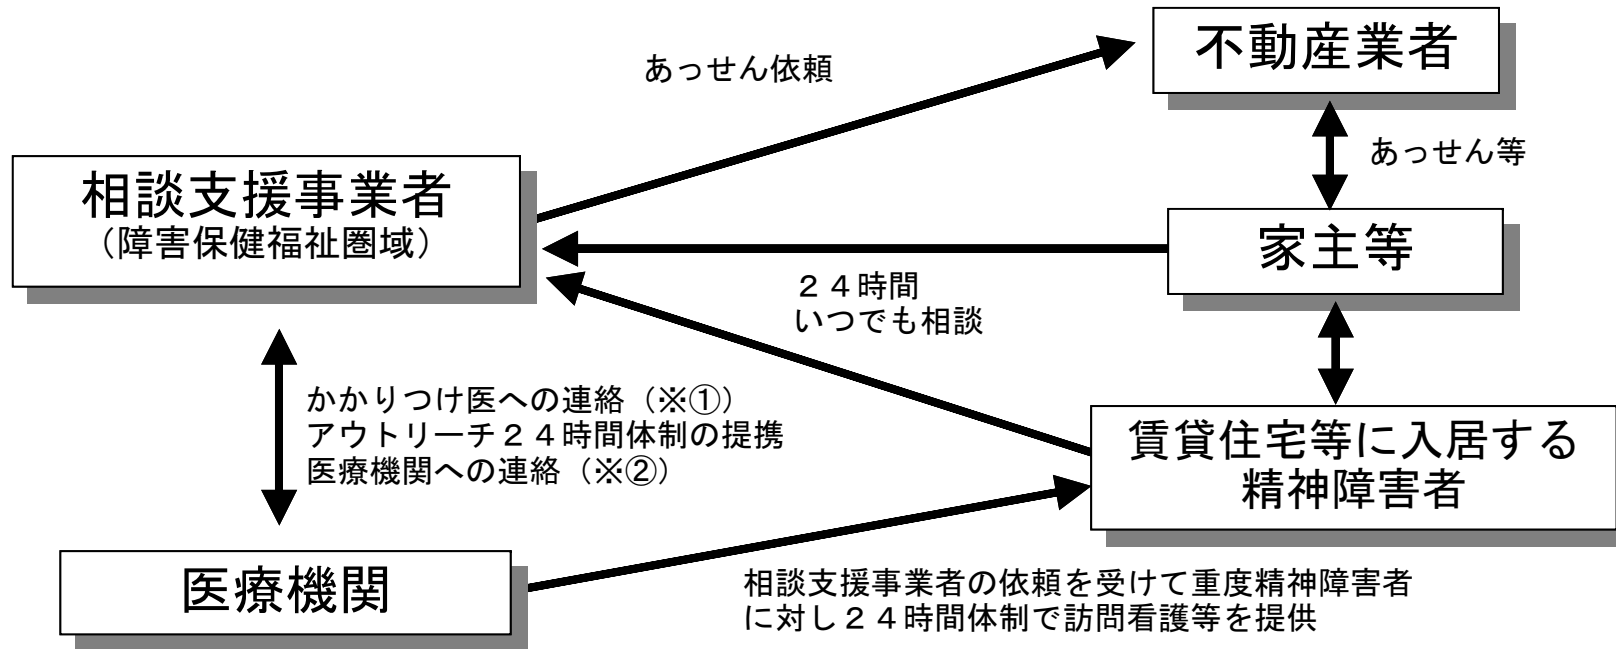 不動産業者
あっせん依頼
あっせん等
相談支援事業者
（障害保健福祉圏域）
家主等
２４時間
いつでも相談
かかりつけ医への連絡（※①）
アウトリーチ２４時間体制の提携
医療機関への連絡（※②）
賃貸住宅等に入居する
精神障害者
医療機関
相談支援事業者の依頼を受けて重度精神障害者
に対し２４時間体制で訪問看護等を提供